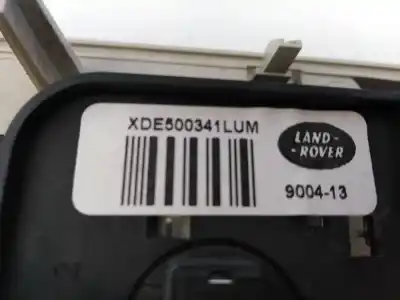 XDE500341LUM
LAND-
-ROVER
9004-13